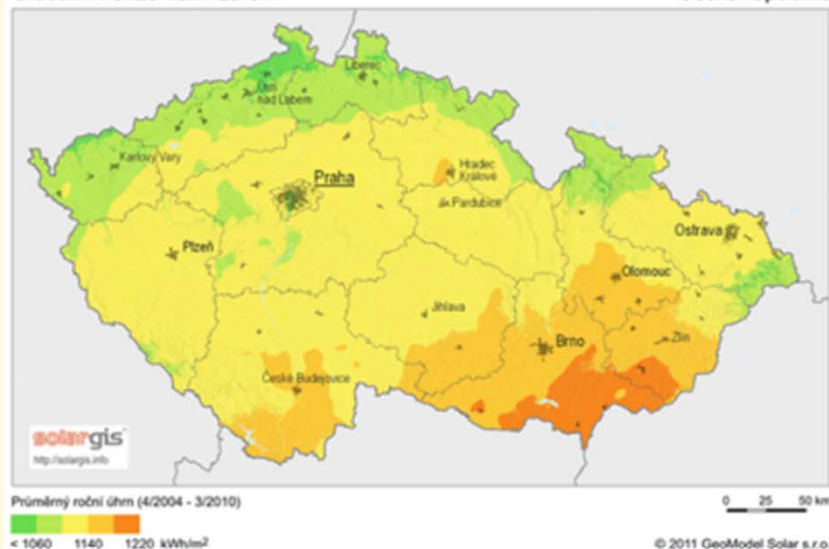 Karlovy Vary
Ústí
nad Labem
Liberec
Praha
Hradec
Králové
Pardubice
Plzeň
Ostrava
Olomouc
Jihlava
Brno
Zlín
České Budejovice
solargis
http://solargis.info
Průměrný roční úhrn (4/2004 - 3/2010)
0 25 50 km
< 1060 1140 1220 kWh/m2
© 2011 GeoModel Solar s.r.o.